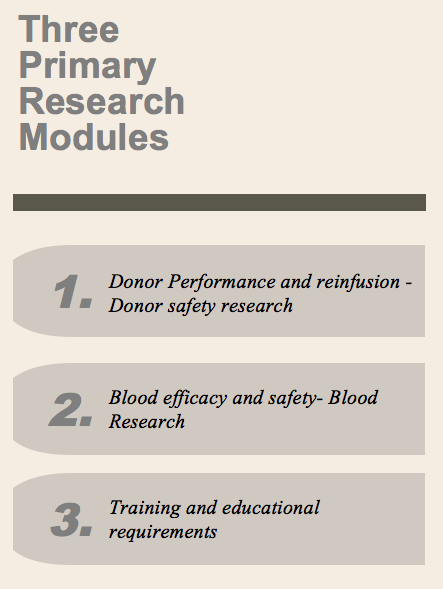 Three
Primary
Research
Modules
1.
Donor Performance and reinfusion -
Donor safety research
2.
Blood efficacy and safety- Blood
Research
3.
Training and educational
requirements